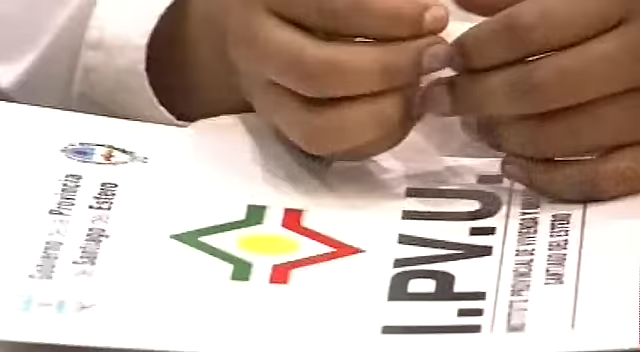 Gobierno de la Provincia
de Santiago del Estero
I.P.V.U.
INSTITUTO PROVINCIAL DE VIVIENDA Y
SANTIAGO DEL ESTERO